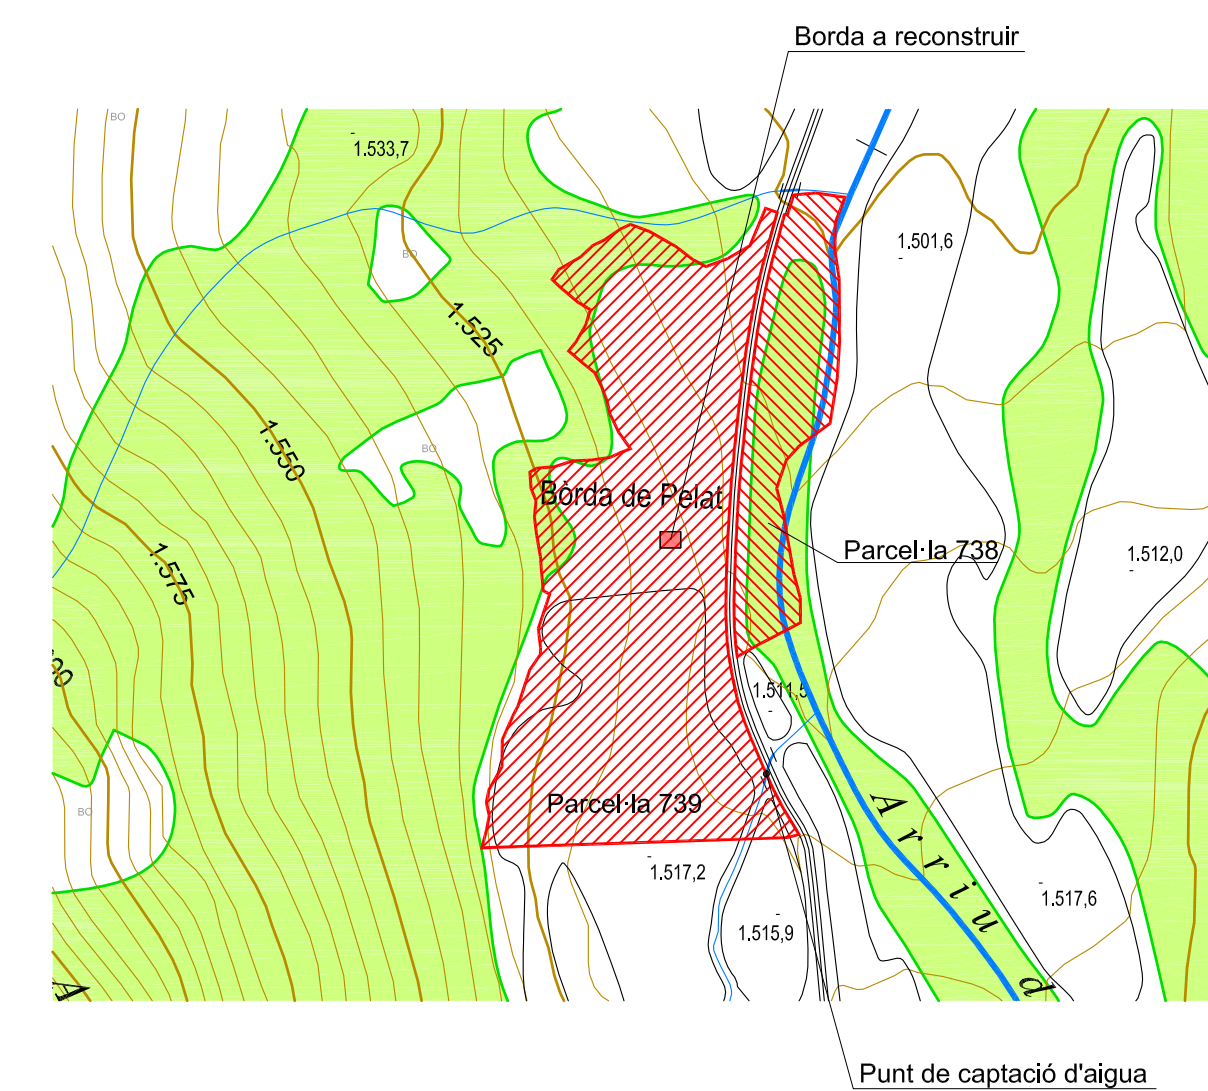 Borda a reconstruir
BO
1.533,7
1.501,6
BO
1.525
1.550
BO
Bòrda de Pelat
1.575
Parcel·la 738
1.512,0
1.511,5
Parcel·la 739
BO
1.517,2
1.517,6
1.515,9
Arriu d
A
Punt de captació d'aigua